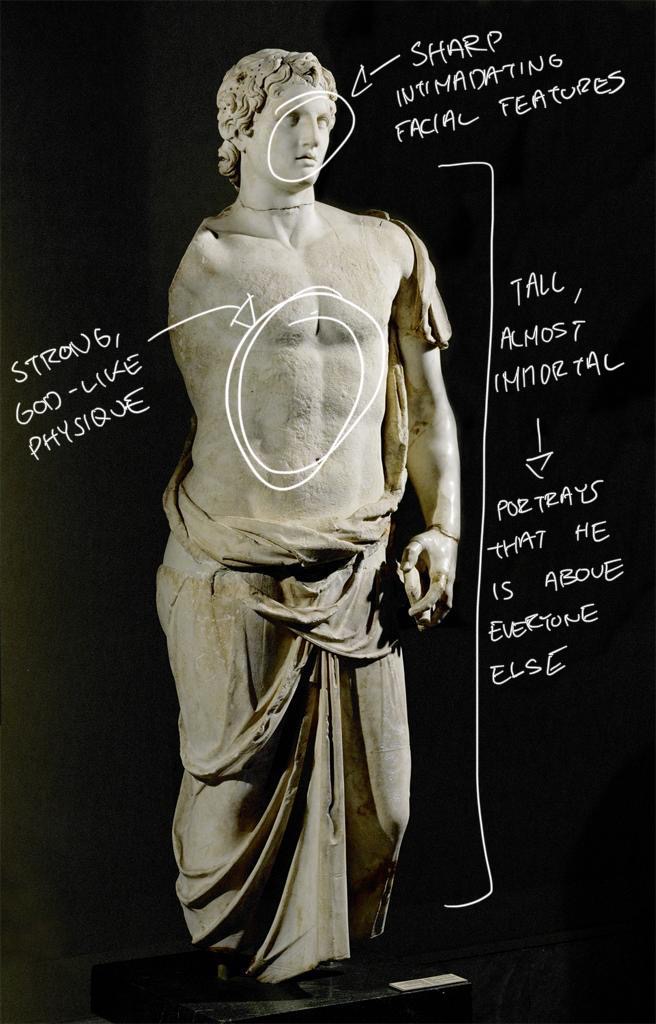 SHARP
INTIMADATING
FACIAL FEATURES
STRONG,
GOD-LIKE
PHYSIQUE
TALL,
ALMOST
IMMORTAL
PORTRAYS
THAT HE
IS ABOVE
EVERYONE
ELSE